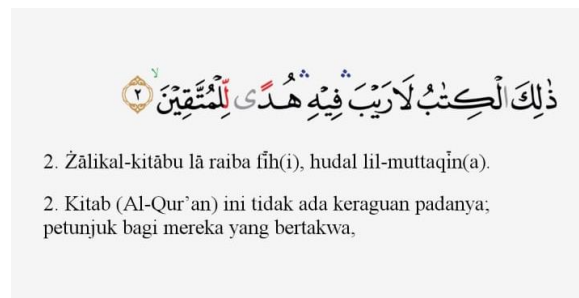 ذٰلِكَ الْكِتٰبُ لَا رَيْبَ ۛ فِيْهِ ۛ هُدًى لِّلْمُتَّقِيْنَۙ ٢
2. Żālikal-kitābu lā raiba fīh(i), hudal lil-muttaqīn(a).
2. Kitab (Al-Qur’an) ini tidak ada keraguan padanya;
petunjuk bagi mereka yang bertakwa,